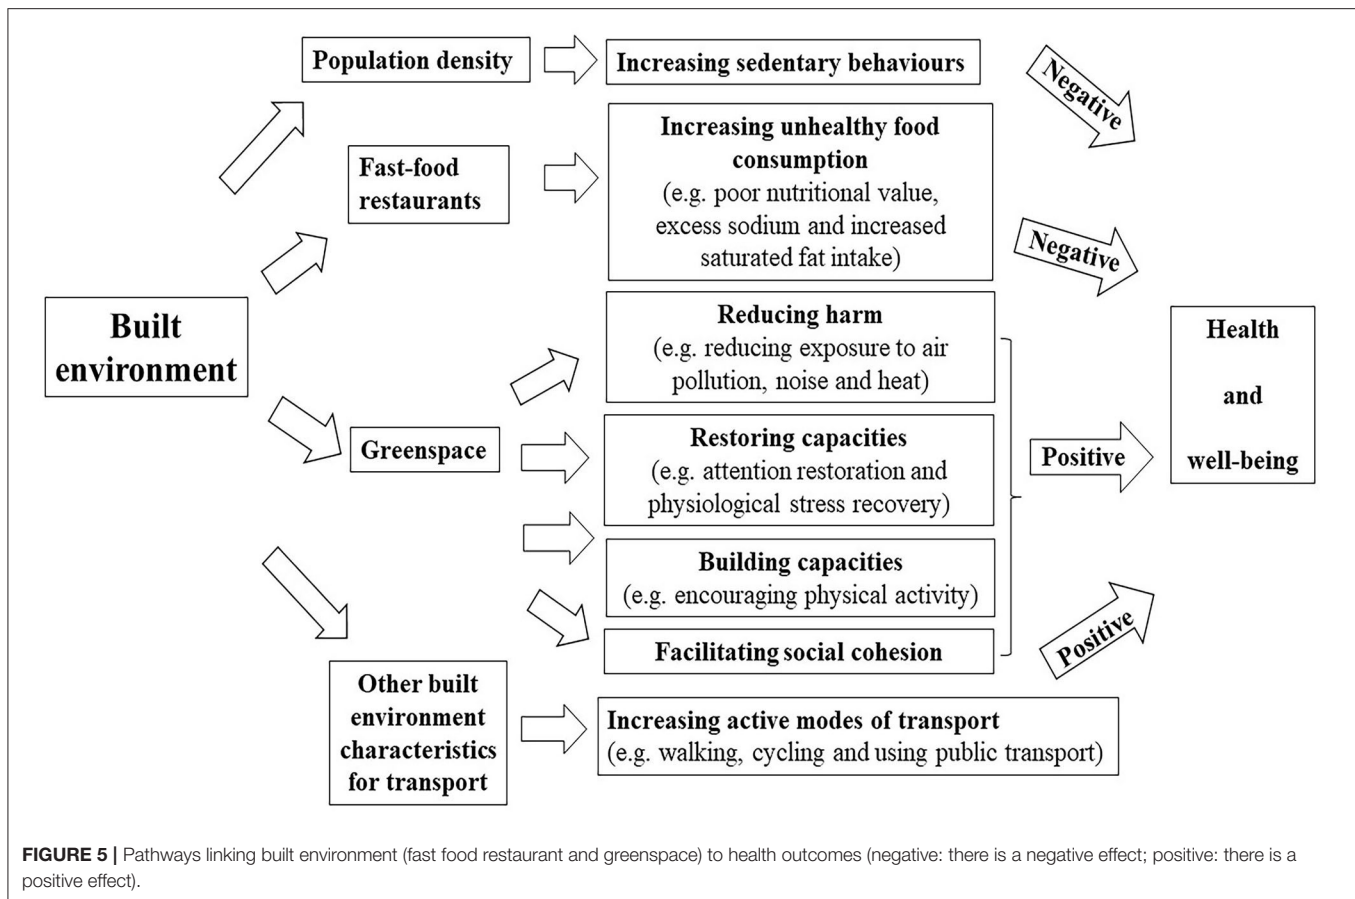 Population density
Increasing sedentary behaviours
Negative
Fast-food
restaurants
Increasing unhealthy food
consumption
(e.g. poor nutritional value,
excess sodium and increased
saturated fat intake)
Negative
Built
environment
Greenspace
Reducing harm
(e.g. reducing exposure to air
pollution, noise and heat)
Restoring capacities
(e.g. attention restoration and
physiological stress recovery)
Building capacities
(e.g. encouraging physical activity)
Facilitating social cohesion
Positive
Health
and
well-being
Other built
environment
characteristics
for transport
Increasing active modes of transport
(e.g. walking, cycling and using public transport)
Positive
FIGURE 5 | Pathways linking built environment (fast food restaurant and greenspace) to health outcomes (negative: there is a negative effect; positive: there is a
positive effect).